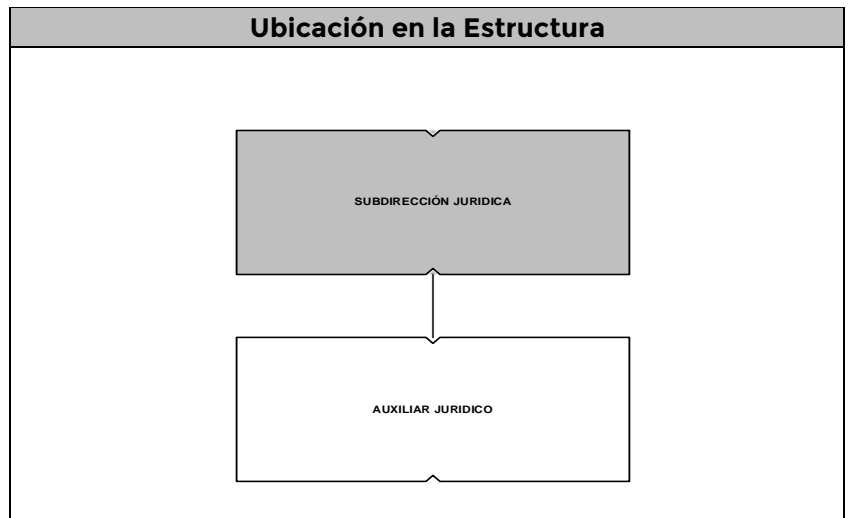 Ubicación en la Estructura
SUBDIRECCIÓN JURIDICA
AUXILIAR JURIDICO